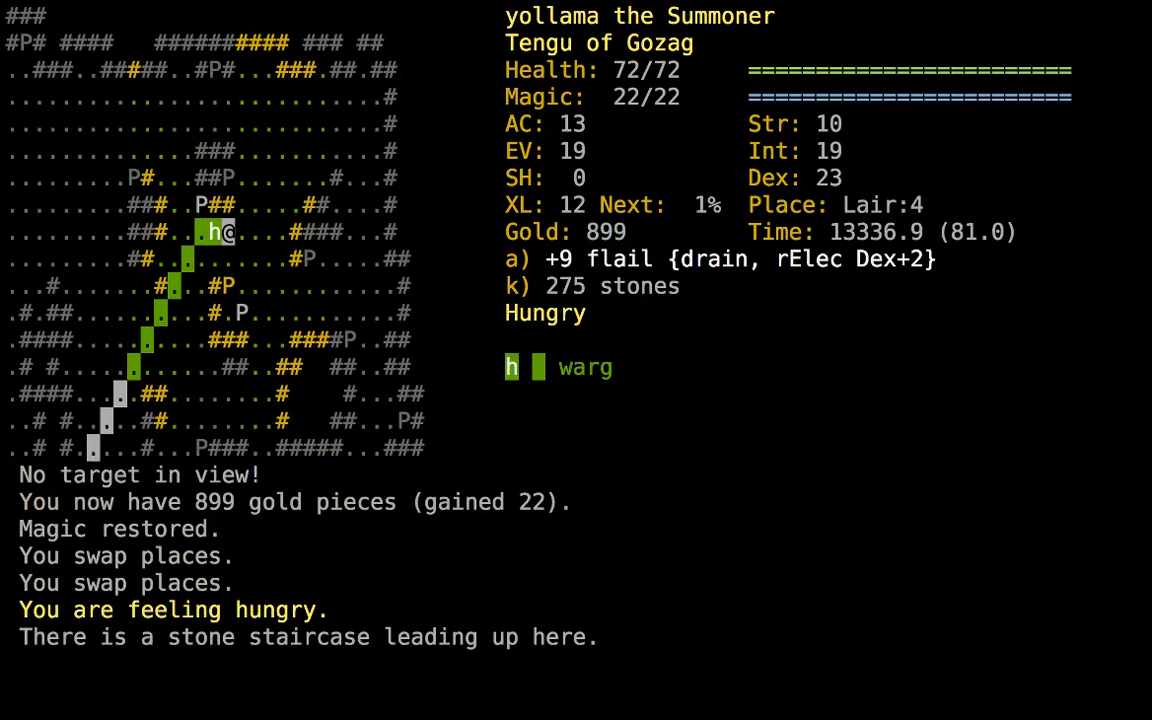 ###
#P# ####   ########## ### ##
..###..#####..#P#...###.##.##
............................#
............................#
..............###...........#
.........P#...##P.......#...#
.........###..P##.....##....#
.........###...h@....####...#
.........##..........#P.....##
...#.......#...#P............#
.#.##..........#.P...........#
.####..........###...####P..##
.# #............##..##  ##..##
.####.....##........#    #...##
..# #.....##........#   ##...P#
..# #.....#...P###..#####...###
yollama the Summoner
Tengu of Gozag
Health: 72/72 ========================
Magic: 22/22 ========================
AC: 13 Str: 10
EV: 19 Int: 19
SH: 0 Dex: 23
XL: 12 Next: 1% Place: Lair:4
Gold: 899 Time: 13336.9 (81.0)
a) +9 flail {drain, rElec Dex+2}
k) 275 stones
Hungry
h warg
No target in view!
You now have 899 gold pieces (gained 22).
Magic restored.
You swap places.
You swap places.
You are feeling hungry.
There is a stone staircase leading up here.